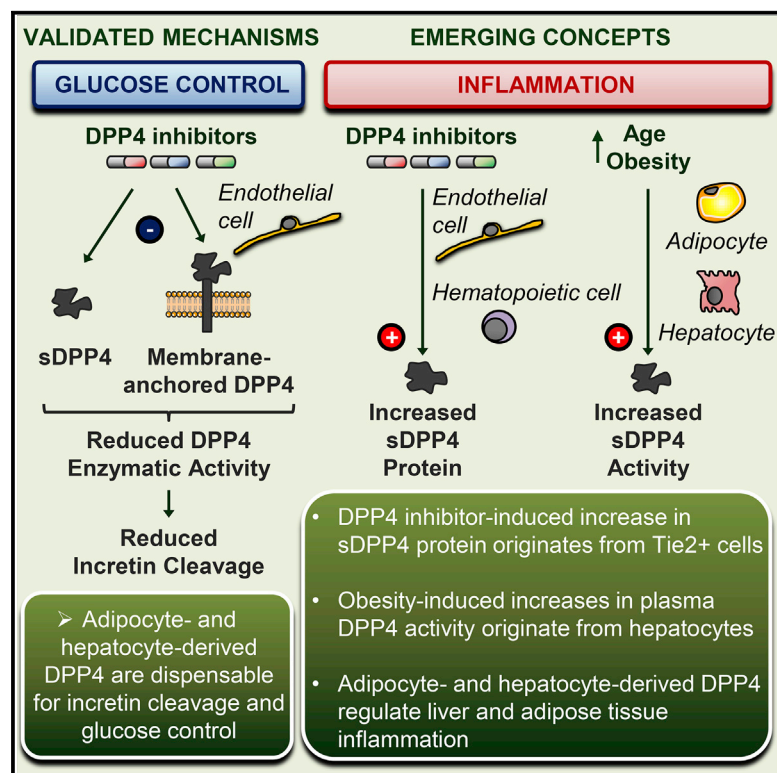 VALIDATED MECHANISMS
GLUCOSE CONTROL
DPP4 inhibitors
Endothelial
cell
-
sDPP4
Membrane-
anchored DPP4
Reduced DPP4
Enzymatic Activity
Reduced
Incretin Cleavage
➢ Adipocyte- and
hepatocyte-derived
DPP4 are dispensable
for incretin cleavage and
glucose control
EMERGING CONCEPTS
INFLAMMATION
DPP4 inhibitors
Endothelial
cell
Hematopoietic cell
+
Increased
sDPP4
Protein
↑ Age
Obesity
Adipocyte
Hepatocyte
+
Increased
sDPP4
Activity
• DPP4 inhibitor-induced increase in
sDPP4 protein originates from Tie2+ cells
• Obesity-induced increases in plasma
DPP4 activity originate from hepatocytes
• Adipocyte- and hepatocyte-derived DPP4
regulate liver and adipose tissue
inflammation